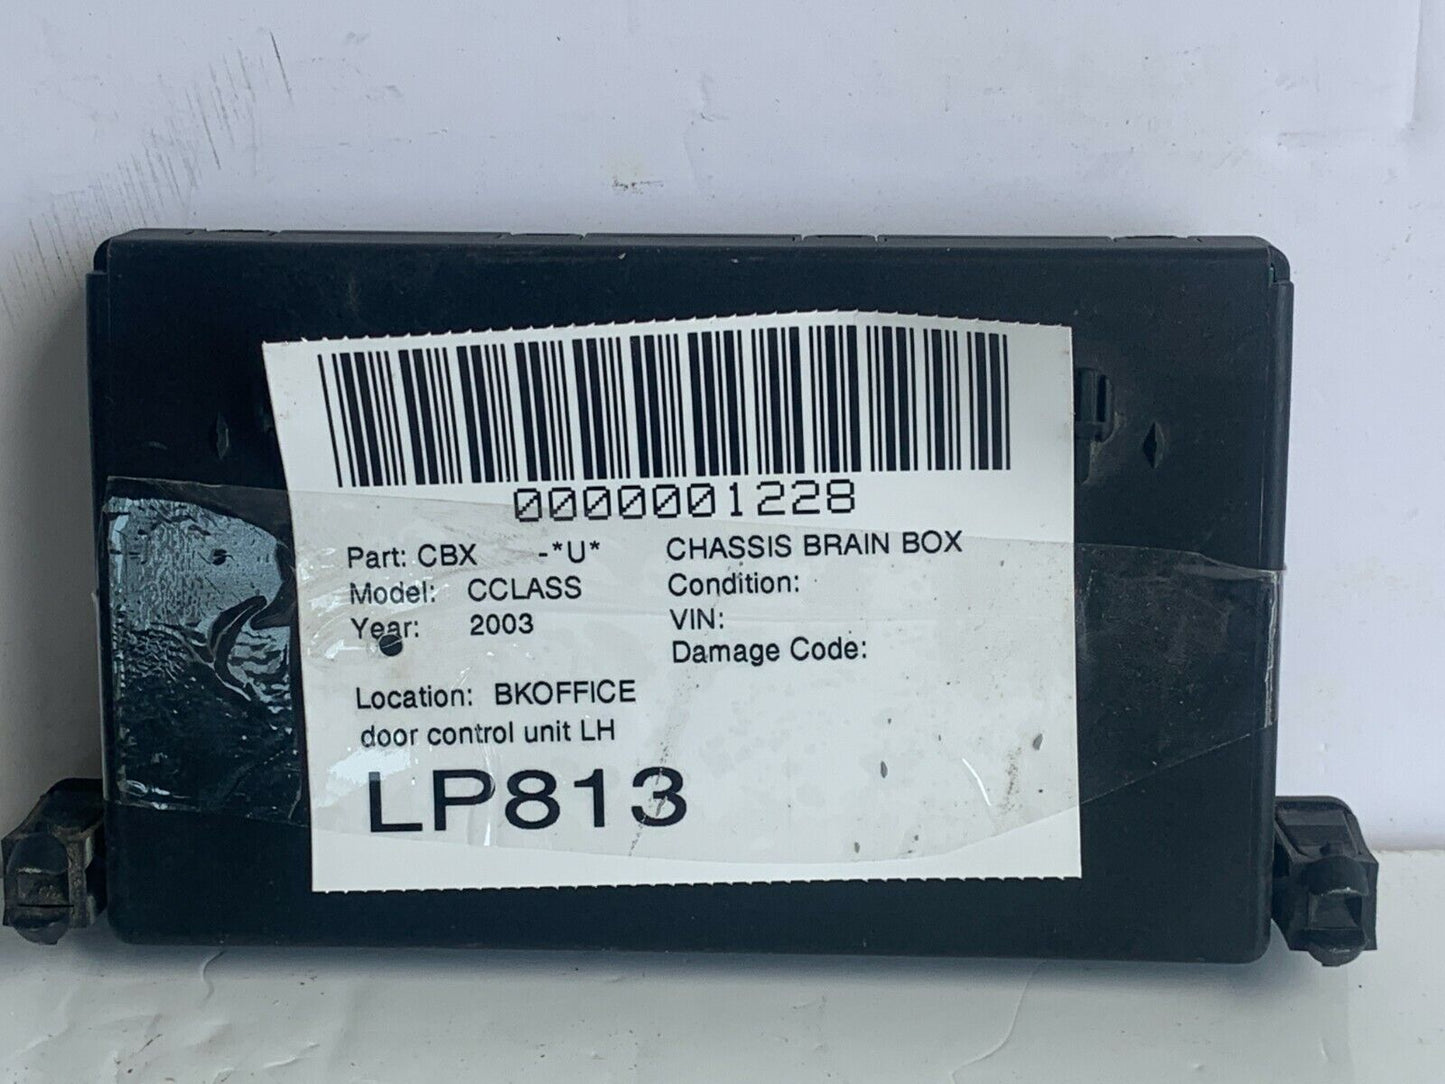 0000001228
Part: CBX -*U* CHASSIS BRAIN BOX
Model: CCLASS Condition:
Year: 2003 VIN:
Damage Code:
Location: BKOFFICE
door control unit LH
LP813